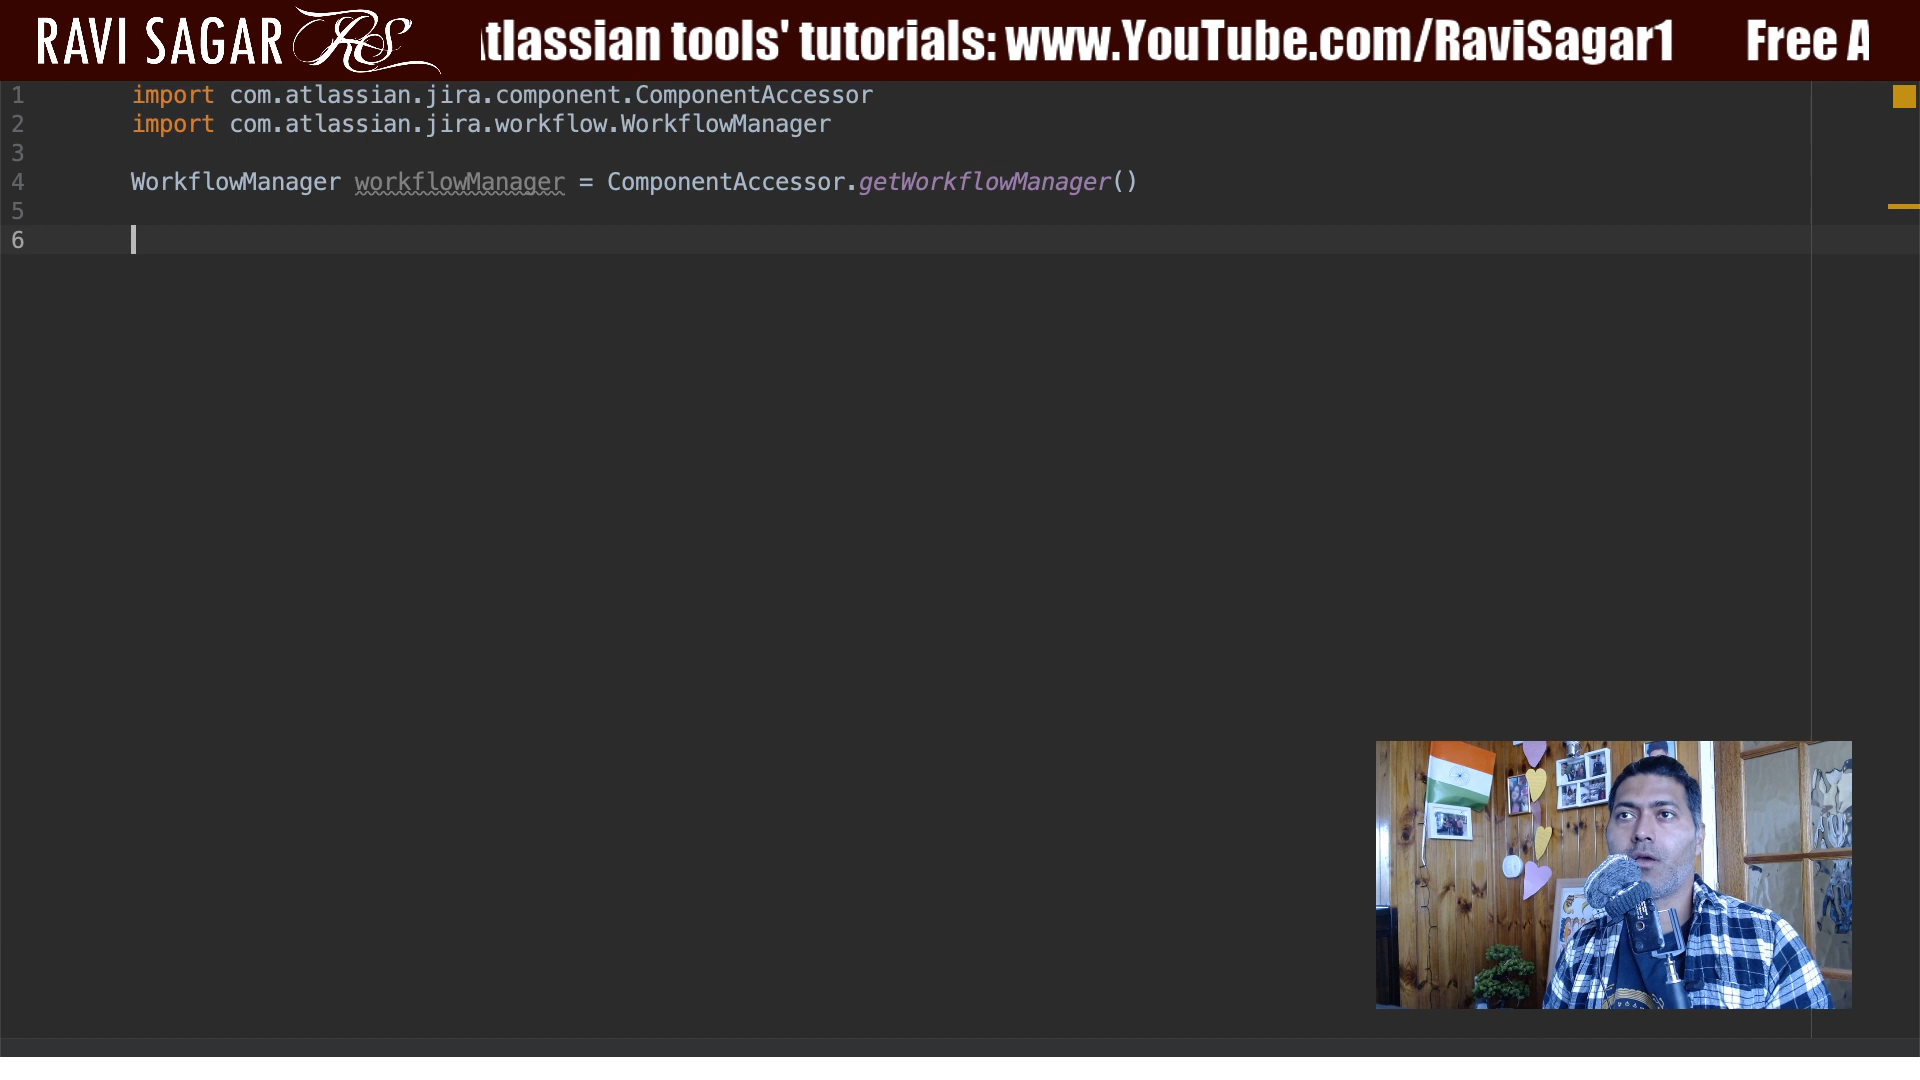 RAVI SAGAR RS
tlassian tools' tutorials: www.YouTube.com/RaviSagar1 Free A
1 import com.atlassian.jira.component.ComponentAccessor
2 import com.atlassian.jira.workflow.WorkflowManager
3
4 WorkflowManager workflowManager = ComponentAccessor.getWorkflowManager()
5
6